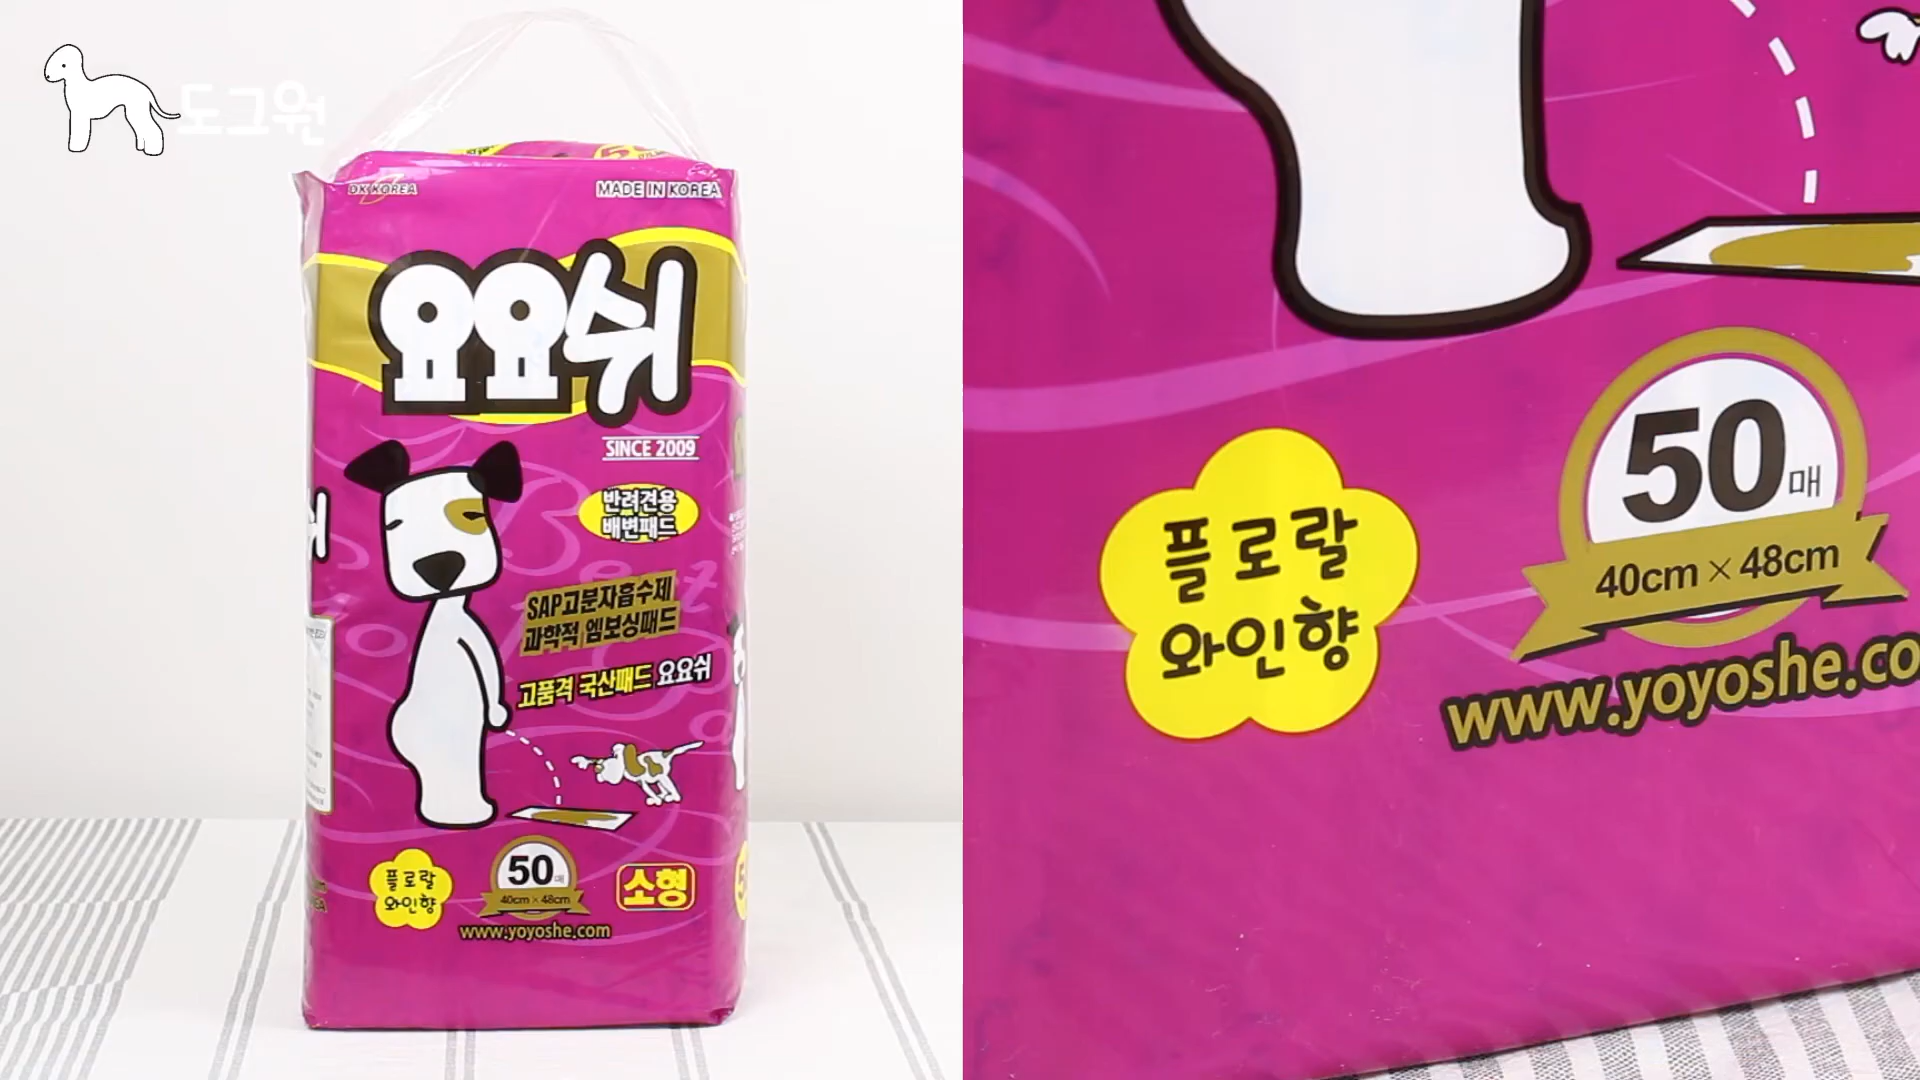 도그원
DK KOREA
MADE IN KOREA
요요쉬
SINCE 2009
반려견용
배변패드
SAP고분자흡수제
과학적 엠보싱패드
고품격 국산패드 요요쉬
플로랄
와인향
50매
40cm × 48cm
소형
www.yoyoshe.com
플로랄
와인향
50매
40cm × 48cm
www.yoyoshe.co